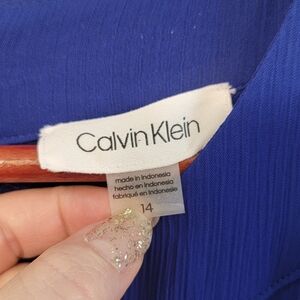 Calvin Klein
made in Indonesia
hecho en Indonesia
fabriqué en Indonésie
14